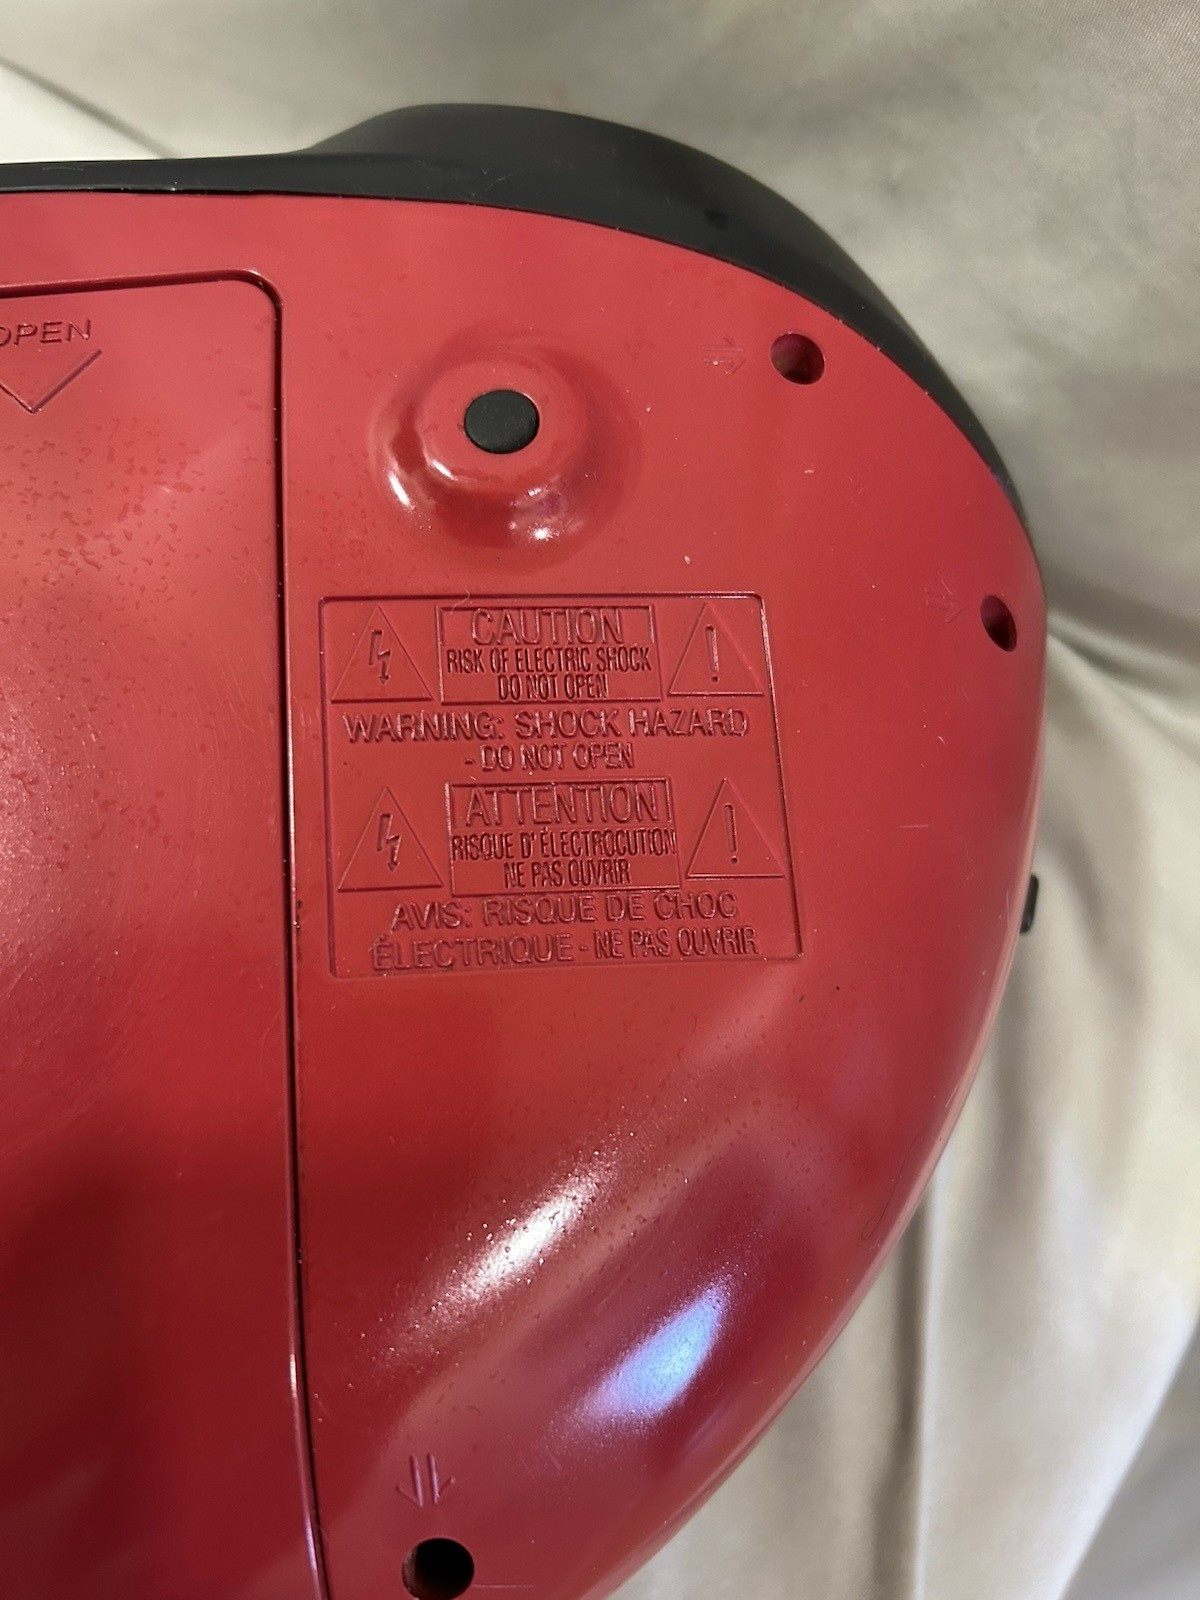 OPEN
CAUTION
RISK OF ELECTRIC SHOCK
DO NOT OPEN
WARNING: SHOCK HAZARD
- DO NOT OPEN
ATTENTION
RISQUE D' ÉLECTROCUTION
NE PAS OUVRIR
AVIS: RISQUE DE CHOC
ÉLECTRIQUE - NE PAS OUVRIR